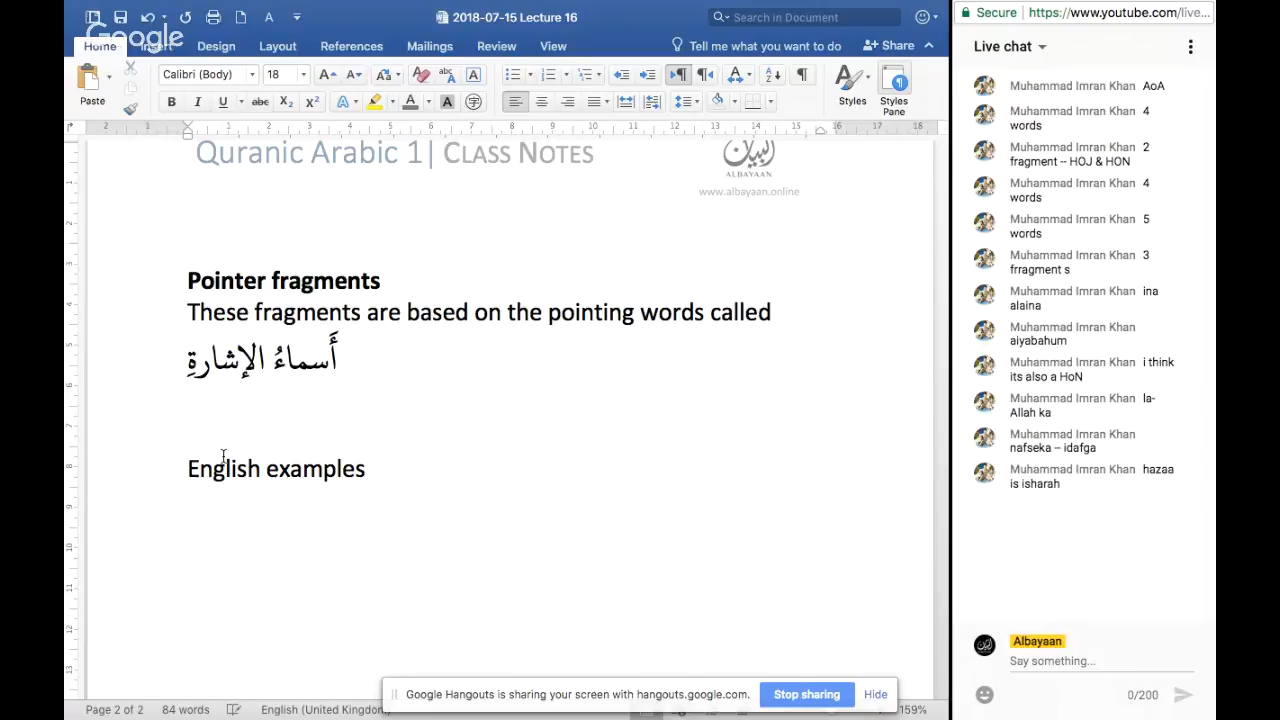 Google
2018-07-15 Lecture 16
Search in Document
Home Insert Design Layout References Mailings Review View
Tell me what you want to do
Share
Paste
Calibri (Body) 18
Styles
Styles Pane
Quranic Arabic 1| CLASS NOTES
البيان
ALBAYAAN
www.albayaan.online
Pointer fragments
These fragments are based on the pointing words called
أَسماءُ الإشارةِ
English examples
Google Hangouts is sharing your screen with hangouts.google.com.
Stop sharing
Hide
Page 2 of 2 84 words English (United Kingdom)
159%
Secure https://www.youtube.com/live...
Live chat
Muhammad Imran Khan AoA
Muhammad Imran Khan 4
words
Muhammad Imran Khan 2
fragment -- HOJ & HON
Muhammad Imran Khan 4
words
Muhammad Imran Khan 5
words
Muhammad Imran Khan 3
frragment s
Muhammad Imran Khan ina
alaina
Muhammad Imran Khan
aiyabahum
Muhammad Imran Khan i think
its also a HoN
Muhammad Imran Khan la-
Allah ka
Muhammad Imran Khan
nafseka – idafga
Muhammad Imran Khan hazaa
is isharah
Albayaan
Say something...
0/200